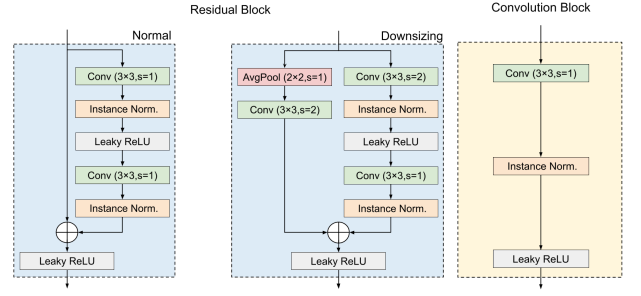 Residual Block
Convolution Block
Normal
Conv (3×3,s=1)
Instance Norm.
Leaky ReLU
Conv (3×3,s=1)
Instance Norm.
Leaky ReLU
Downsizing
AvgPool (2×2,s=1)
Conv (3×3,s=2)
Conv (3×3,s=2)
Instance Norm.
Leaky ReLU
Conv (3×3,s=1)
Instance Norm.
Leaky ReLU
Conv (3×3,s=1)
Instance Norm.
Leaky ReLU